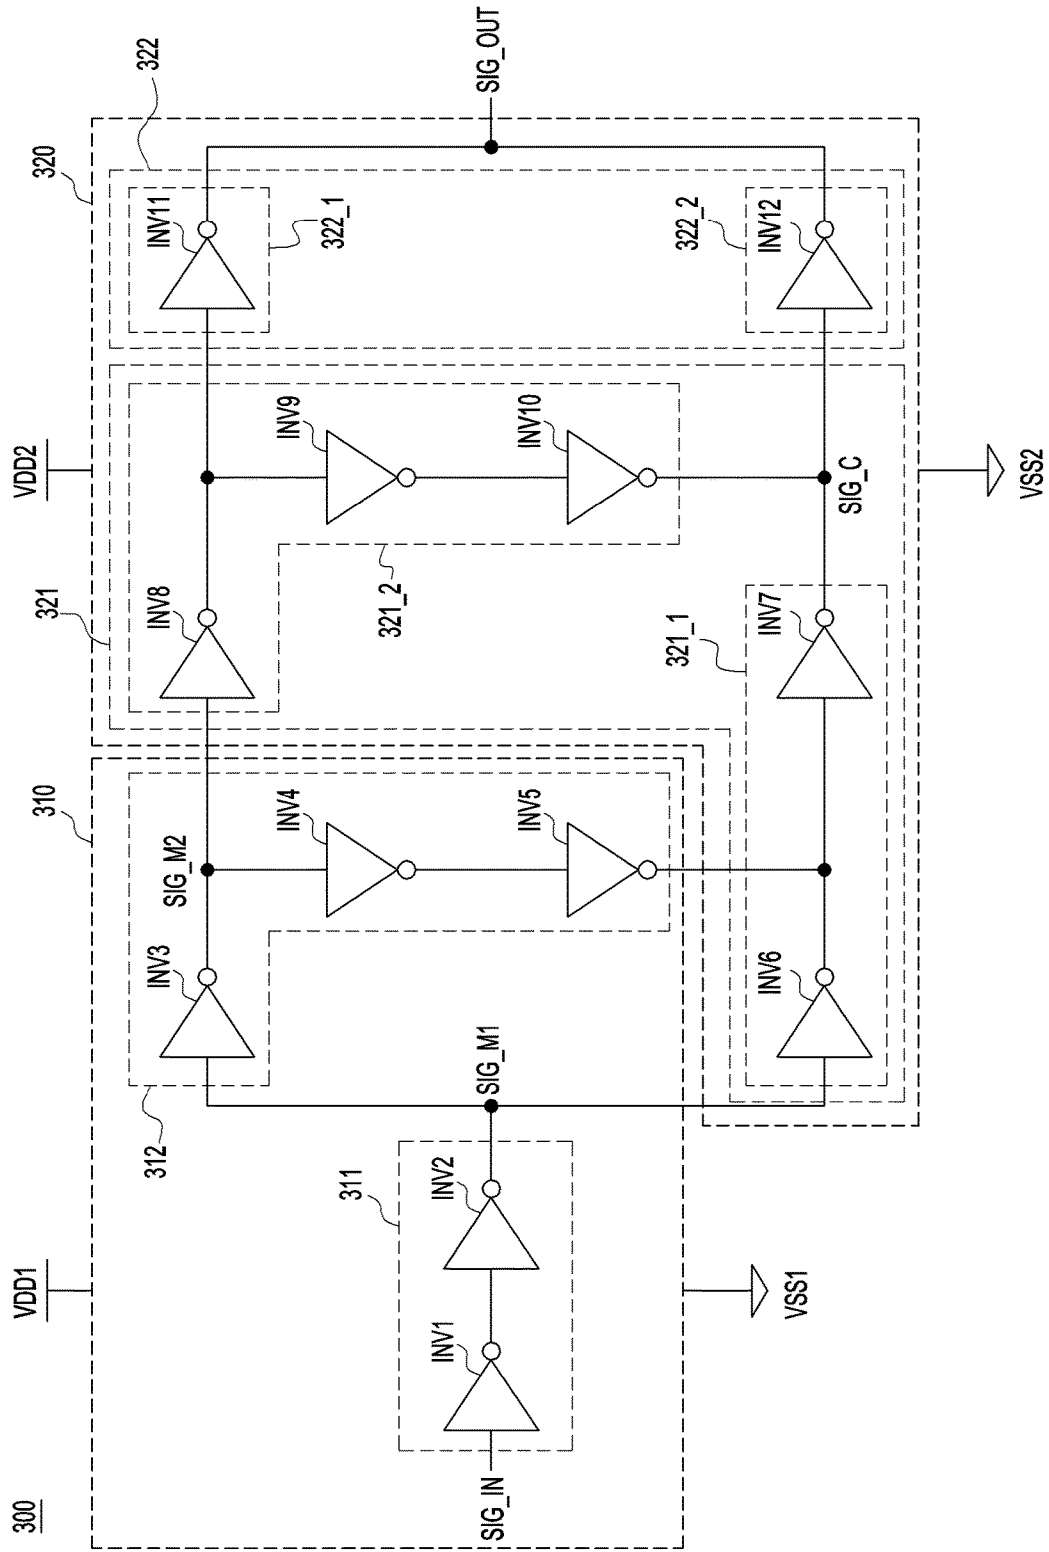 300
VDD1
VDD2
310
321
320
322
312
SIG_M2
INV3
INV4
INV5
INV8
INV9
INV10
321_2
INV11
322_1
SIG_IN
311
INV1
INV2
SIG_M1
SIG_OUT
321_1
INV6
INV7
SIG_C
322_2
INV12
VSS1
VSS2